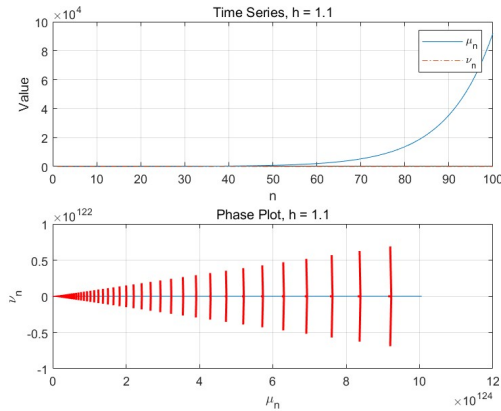 Time Series, h = 1.1
×10⁴
10
8
6
4
2
0
Value
0 10 20 30 40 50 60 70 80 90 100
n
μₙ
νₙ
Phase Plot, h = 1.1
×10¹²²
1
0.5
0
-0.5
-1
νₙ
0 2 4 6 8 10 12
μₙ
×10¹²⁴